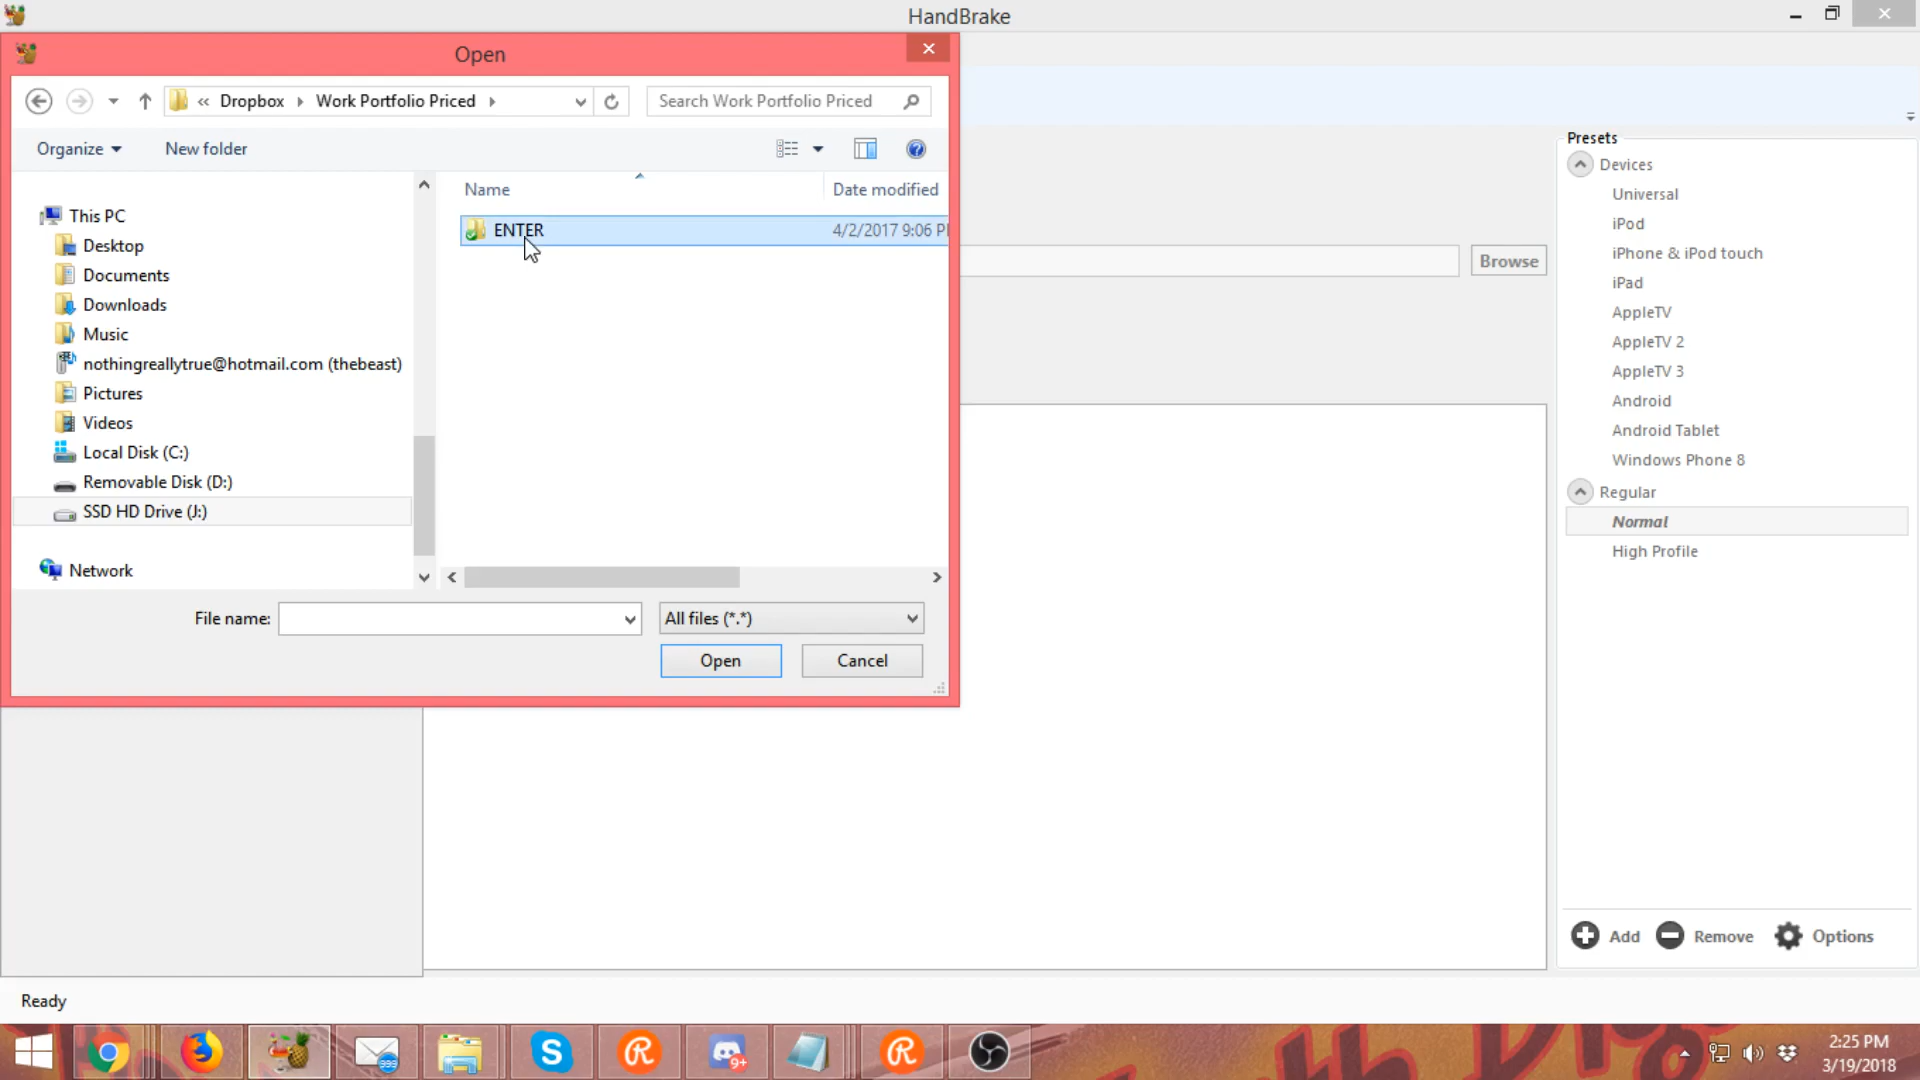 HandBrake
Open
« Dropbox Work Portfolio Priced
Search Work Portfolio Priced
Organize
New folder
Name
Date modified
ENTER
4/2/2017 9:06 P
This PC
Desktop
Documents
Downloads
Music
nothingreallytrue@hotmail.com (thebeast)
Pictures
Videos
Local Disk (C:)
Removable Disk (D:)
SSD HD Drive (J:)
Network
File name:
All files (*.*)
Open
Cancel
Browse
Presets
Devices
Universal
iPod
iPhone & iPod touch
iPad
AppleTV
AppleTV 2
AppleTV 3
Android
Android Tablet
Windows Phone 8
Regular
Normal
High Profile
Add
Remove
Options
Ready
999
S
R
9+
R
2:25 PM
3/19/2018